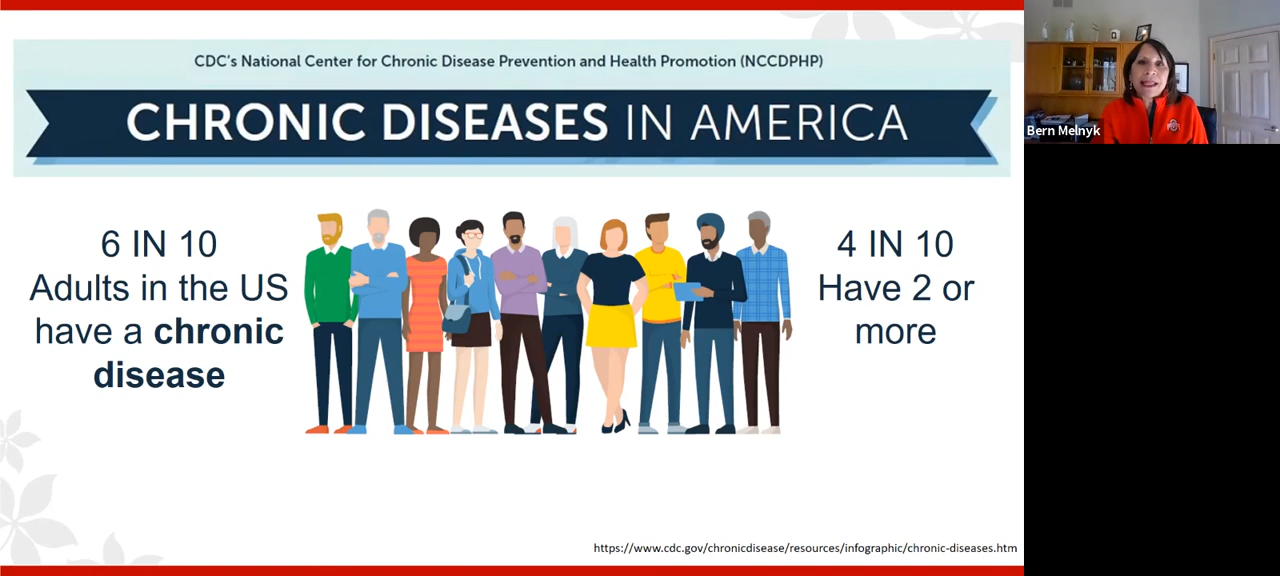 CDC's National Center for Chronic Disease Prevention and Health Promotion (NCCDPHP)
CHRONIC DISEASES IN AMERICA
6 IN 10
Adults in the US
have a chronic
disease
4 IN 10
Have 2 or
more
https://www.cdc.gov/chronicdisease/resources/infographic/chronic-diseases.htm
Bern Melnyk